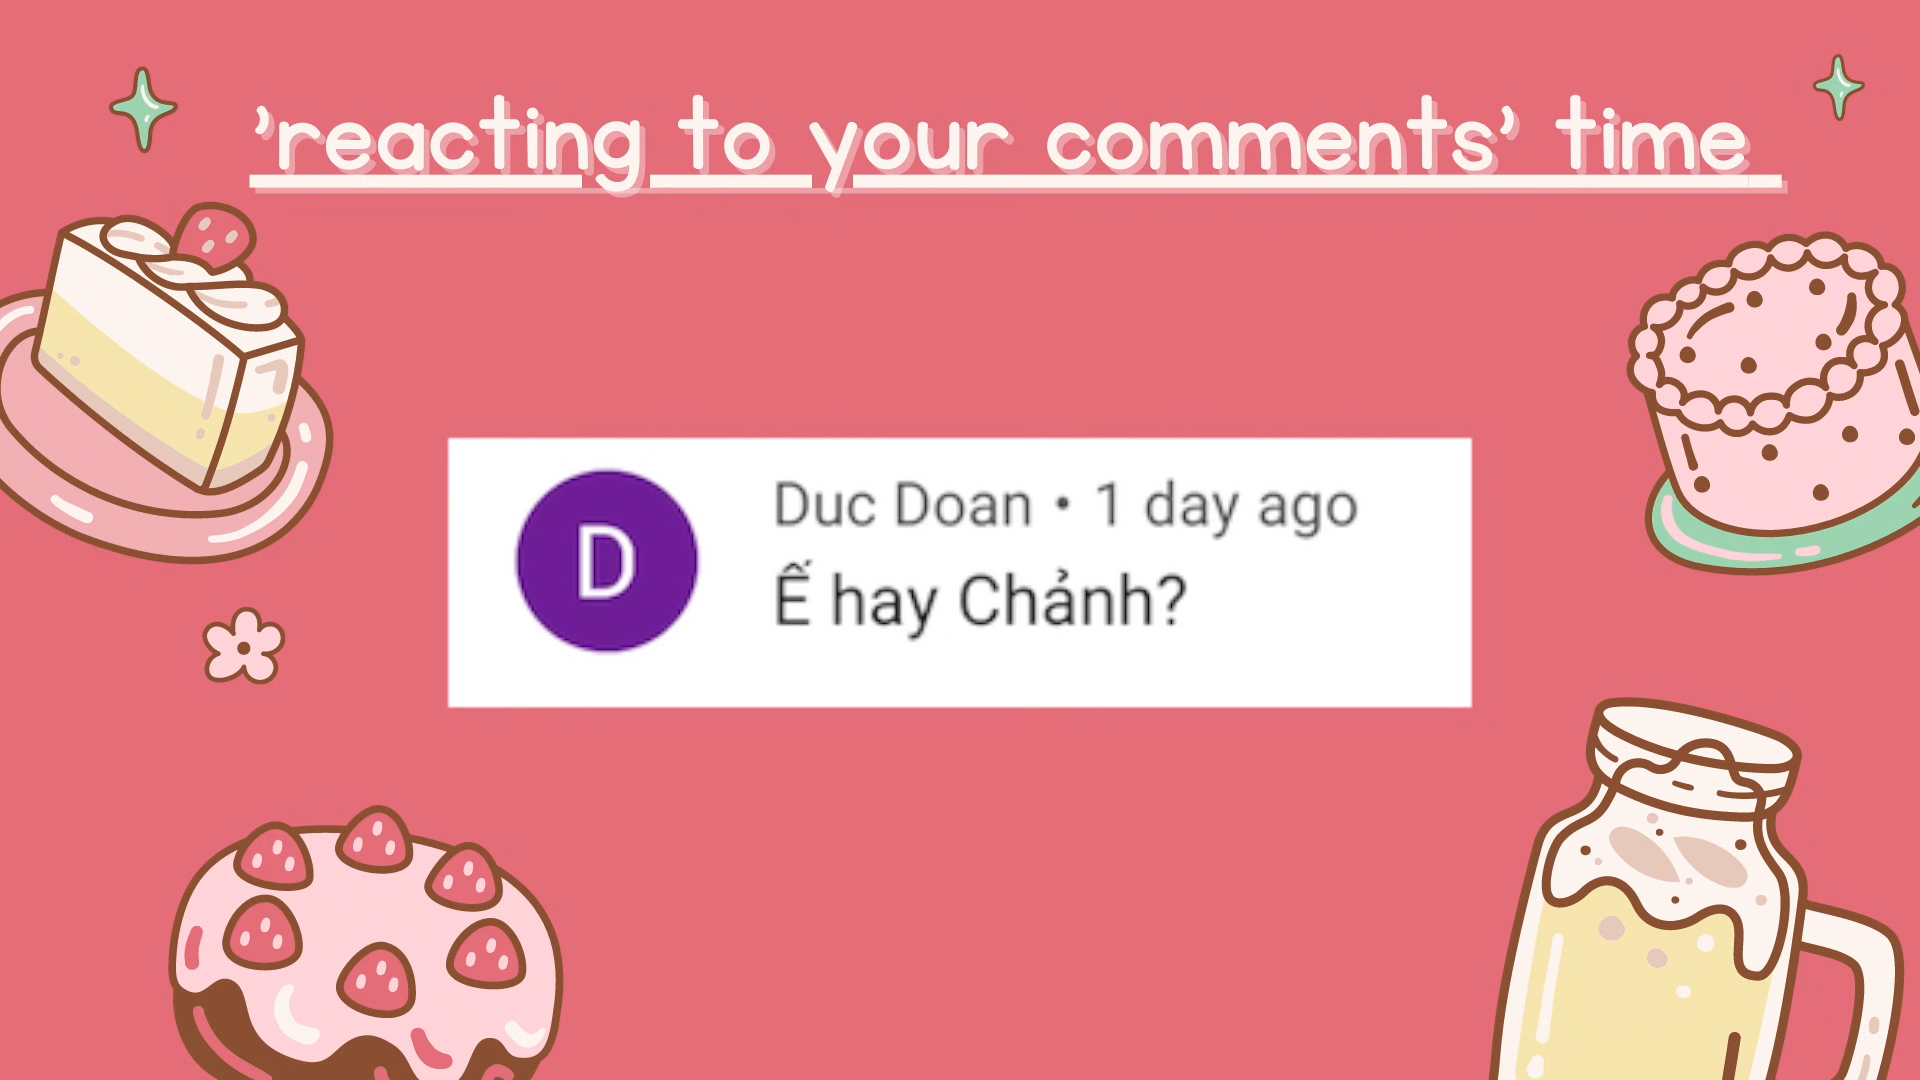 ’reacting to your comments’ time
D
Duc Doan • 1 day ago
Ế hay Chảnh?